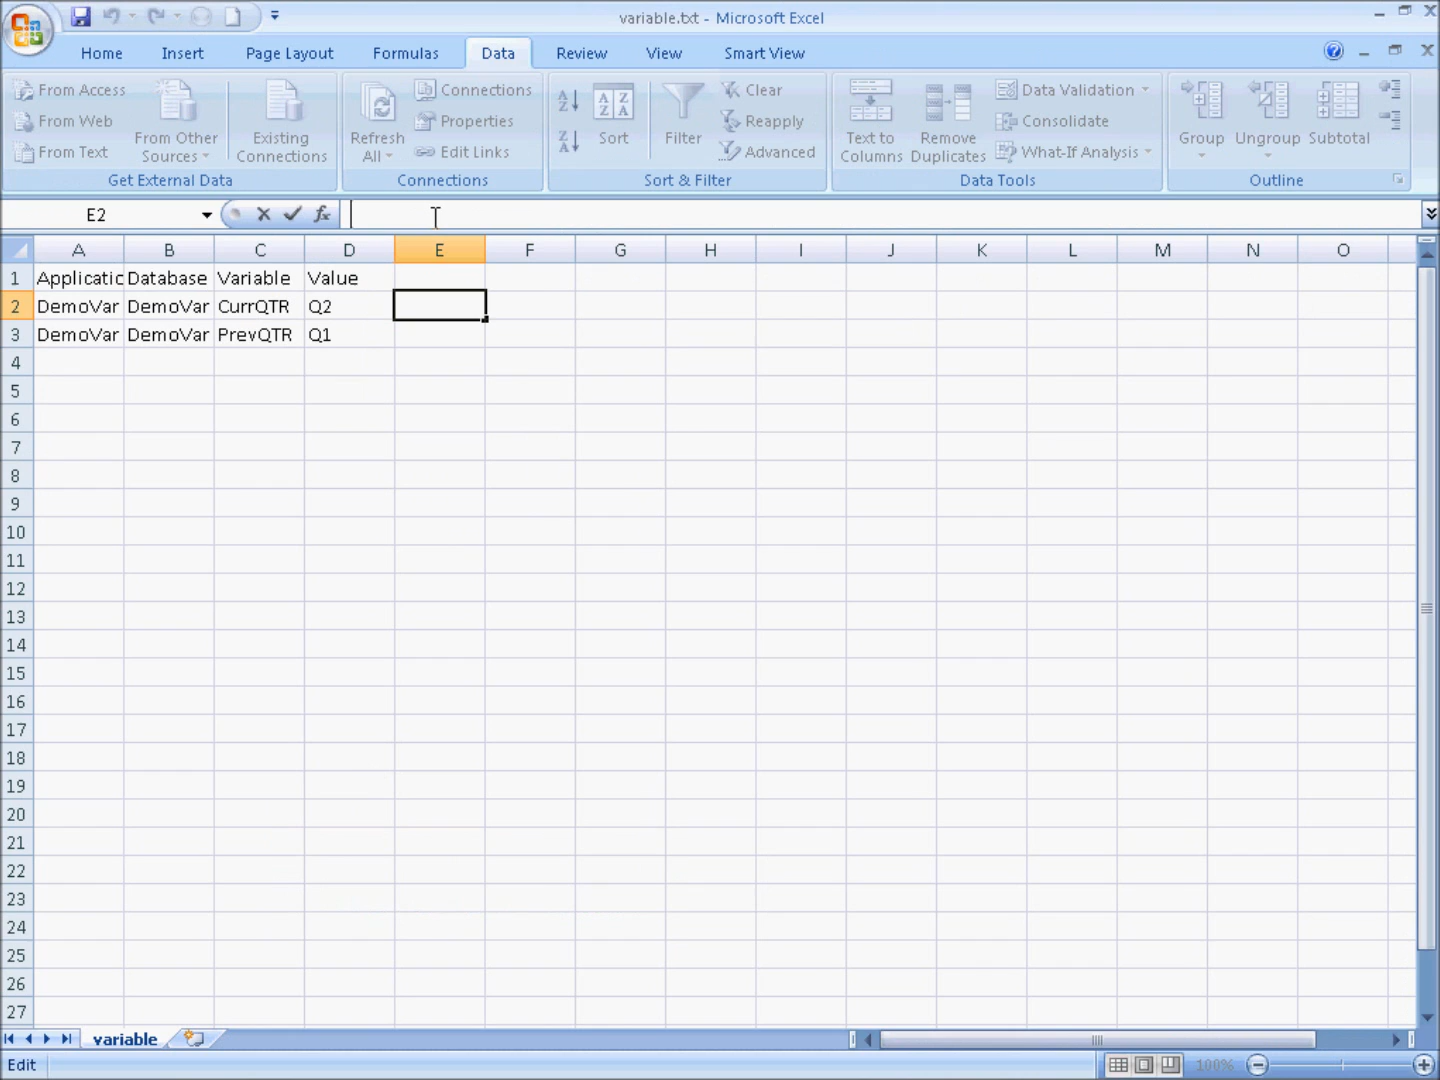 variable.txt - Microsoft Excel
Home Insert Page Layout Formulas Data Review View Smart View
From Access
From Web
From Text
From Other Sources
Existing Connections
Get External Data
Refresh All
Connections
Properties
Edit Links
Connections
A Z
Z A
A Z Z A
Sort
Filter
Clear
Reapply
Advanced
Sort & Filter
Text to Columns
Remove Duplicates
Data Validation
Consolidate
What-If Analysis
Data Tools
Group
Ungroup
Subtotal
Outline
E2 fx
A B C D E F G H I J K L M N O
1 Applicatic Database Variable Value
2 DemoVar DemoVar CurrQTR Q2
3 DemoVar DemoVar PrevQTR Q1
4
5
6
7
8
9
10
11
12
13
14
15
16
17
18
19
20
21
22
23
24
25
26
27
variable
Edit 100%